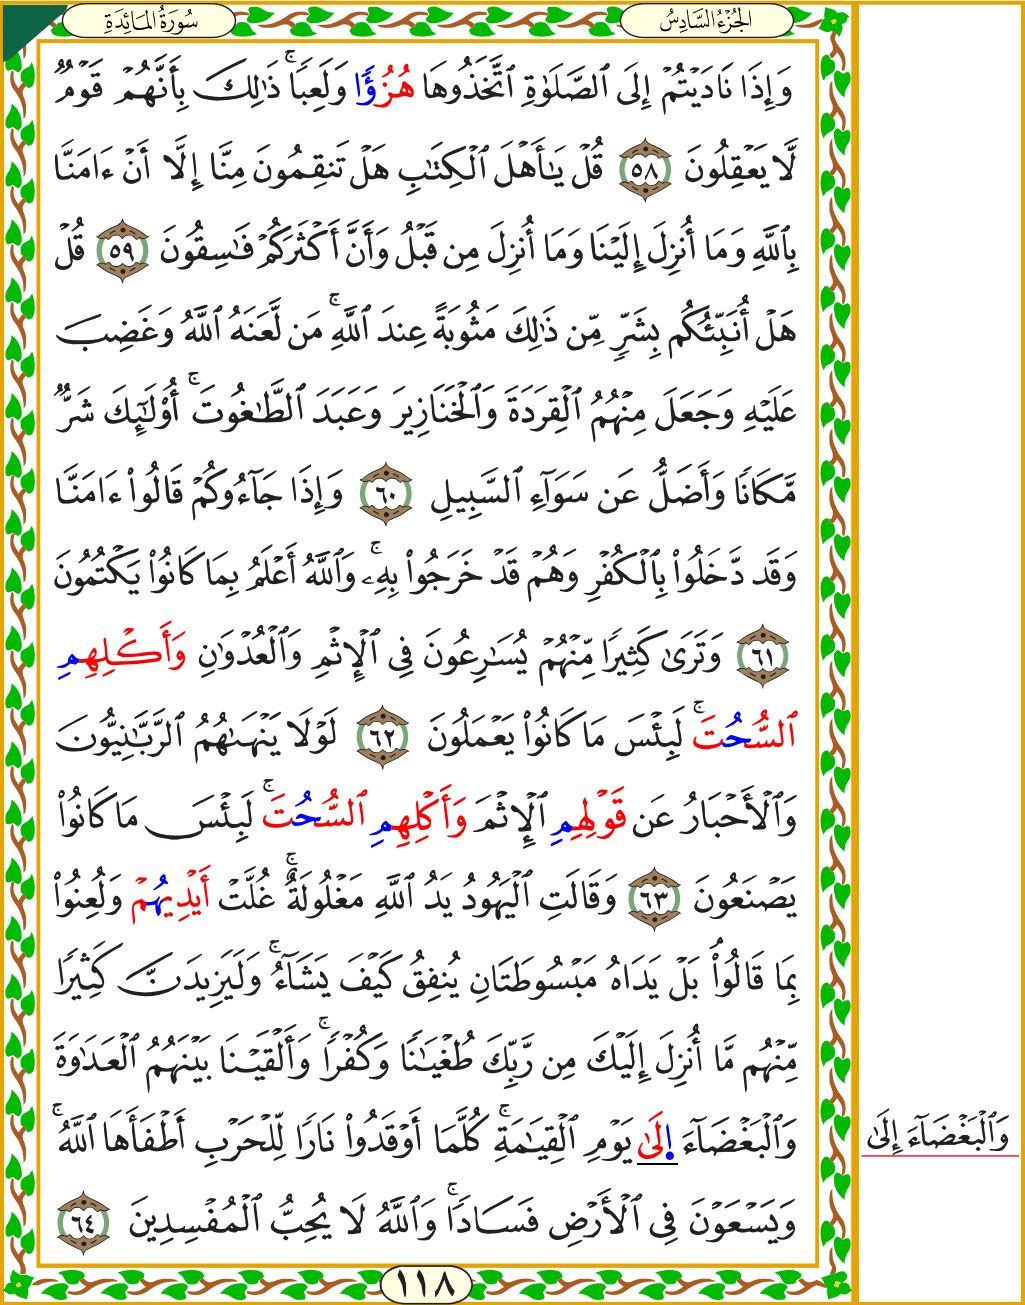 سُورَةُ المَائِدَةِ
الجُزْءُ السَّادِسُ
وَإِذَا نَادَيْتُمْ إِلَى ٱلصَّلَوٰةِ ٱتَّخَذُوهَا هُزُؤًا وَلَعِبًا ۚ ذَٰلِكَ بِأَنَّهُمْ قَوْمٌ
لَّا يَعْقِلُونَ ٥٨ قُلْ يَـٰٓأَهْلَ ٱلْكِتَـٰبِ هَلْ تَنقِمُونَ مِنَّا إِلَّا أَنْ ءَامَنَّا
بِٱللَّهِ وَمَا أُنزِلَ إِلَيْنَا وَمَا أُنزِلَ مِن قَبْلُ وَأَنَّ أَكْثَرَكُمْ فَـٰسِقُونَ ٥٩ قُلْ
هَلْ أُنَبِّئُكُم بِشَرٍّ مِّن ذَٰلِكَ مَثُوبَةً عِندَ ٱللَّهِ ۚ مَن لَّعَنَهُ ٱللَّهُ وَغَضِبَ
عَلَيْهِ وَجَعَلَ مِنْهُمُ ٱلْقِرَدَةَ وَٱلْخَنَازِيرَ وَعَبَدَ ٱلطَّـٰغُوتَ ۚ أُوْلَـٰٓئِكَ شَرٌّ
مَّكَانًا وَأَضَلُّ عَن سَوَآءِ ٱلسَّبِيلِ ٦٠ وَإِذَا جَآءُوكُمْ قَالُوٓا۟ ءَامَنَّا
وَقَد دَّخَلُوا۟ بِٱلْكُفْرِ وَهُمْ قَدْ خَرَجُوا۟ بِهِۦ ۚ وَٱللَّهُ أَعْلَمُ بِمَا كَانُوا۟ يَكْتُمُونَ
٦١ وَتَرَىٰ كَثِيرًا مِّنْهُمْ يُسَـٰرِعُونَ فِى ٱلْإِثْمِ وَٱلْعُدْوَٰنِ وَأَكْلِهِمِ
ٱلسُّحُتَ ۚ لَبِئْسَ مَا كَانُوا۟ يَعْمَلُونَ ٦٢ لَوْلَا يَنْهَىٰهُمُ ٱلرَّبَّـٰنِيُّونَ
وَٱلْأَحْبَارُ عَن قَوْلِهِمِ ٱلْإِثْمَ وَأَكْلِهِمِ ٱلسُّحُتَ ۚ لَبِئْسَ مَا كَانُوا۟
يَصْنَعُونَ ٦٣ وَقَالَتِ ٱلْيَهُودُ يَدُ ٱللَّهِ مَغْلُولَةٌ ۚ غُلَّتْ أَيْدِيهُمْ وَلُعِنُوا۟
بِمَا قَالُوا۟ بَلْ يَدَاهُ مَبْسُوطَتَانِ يُنفِقُ كَيْفَ يَشَآءُ ۚ وَلَيَزِيدَنَّ كَثِيرًا
مِّنْهُم مَّا أُنزِلَ إِلَيْكَ مِن رَّبِّكَ طُغْيَـٰنًا وَكُفْرًا ۚ وَأَلْقَيْنَا بَيْنَهُمُ ٱلْعَدَٰوَةَ
وَٱلْبَغْضَآءَ اِ۪لَىٰ يَوْمِ ٱلْقِيَـٰمَةِ ۚ كُلَّمَا أَوْقَدُوا۟ نَارًا لِّلْحَرْبِ أَطْفَأَهَا ٱللَّهُ ۚ
وَٱلْبَغْضَآءَ إِلَىٰ
وَيَسْعَوْنَ فِى ٱلْأَرْضِ فَسَادًا ۚ وَٱللَّهُ لَا يُحِبُّ ٱلْمُفْسِدِينَ ٦٤
١١٨